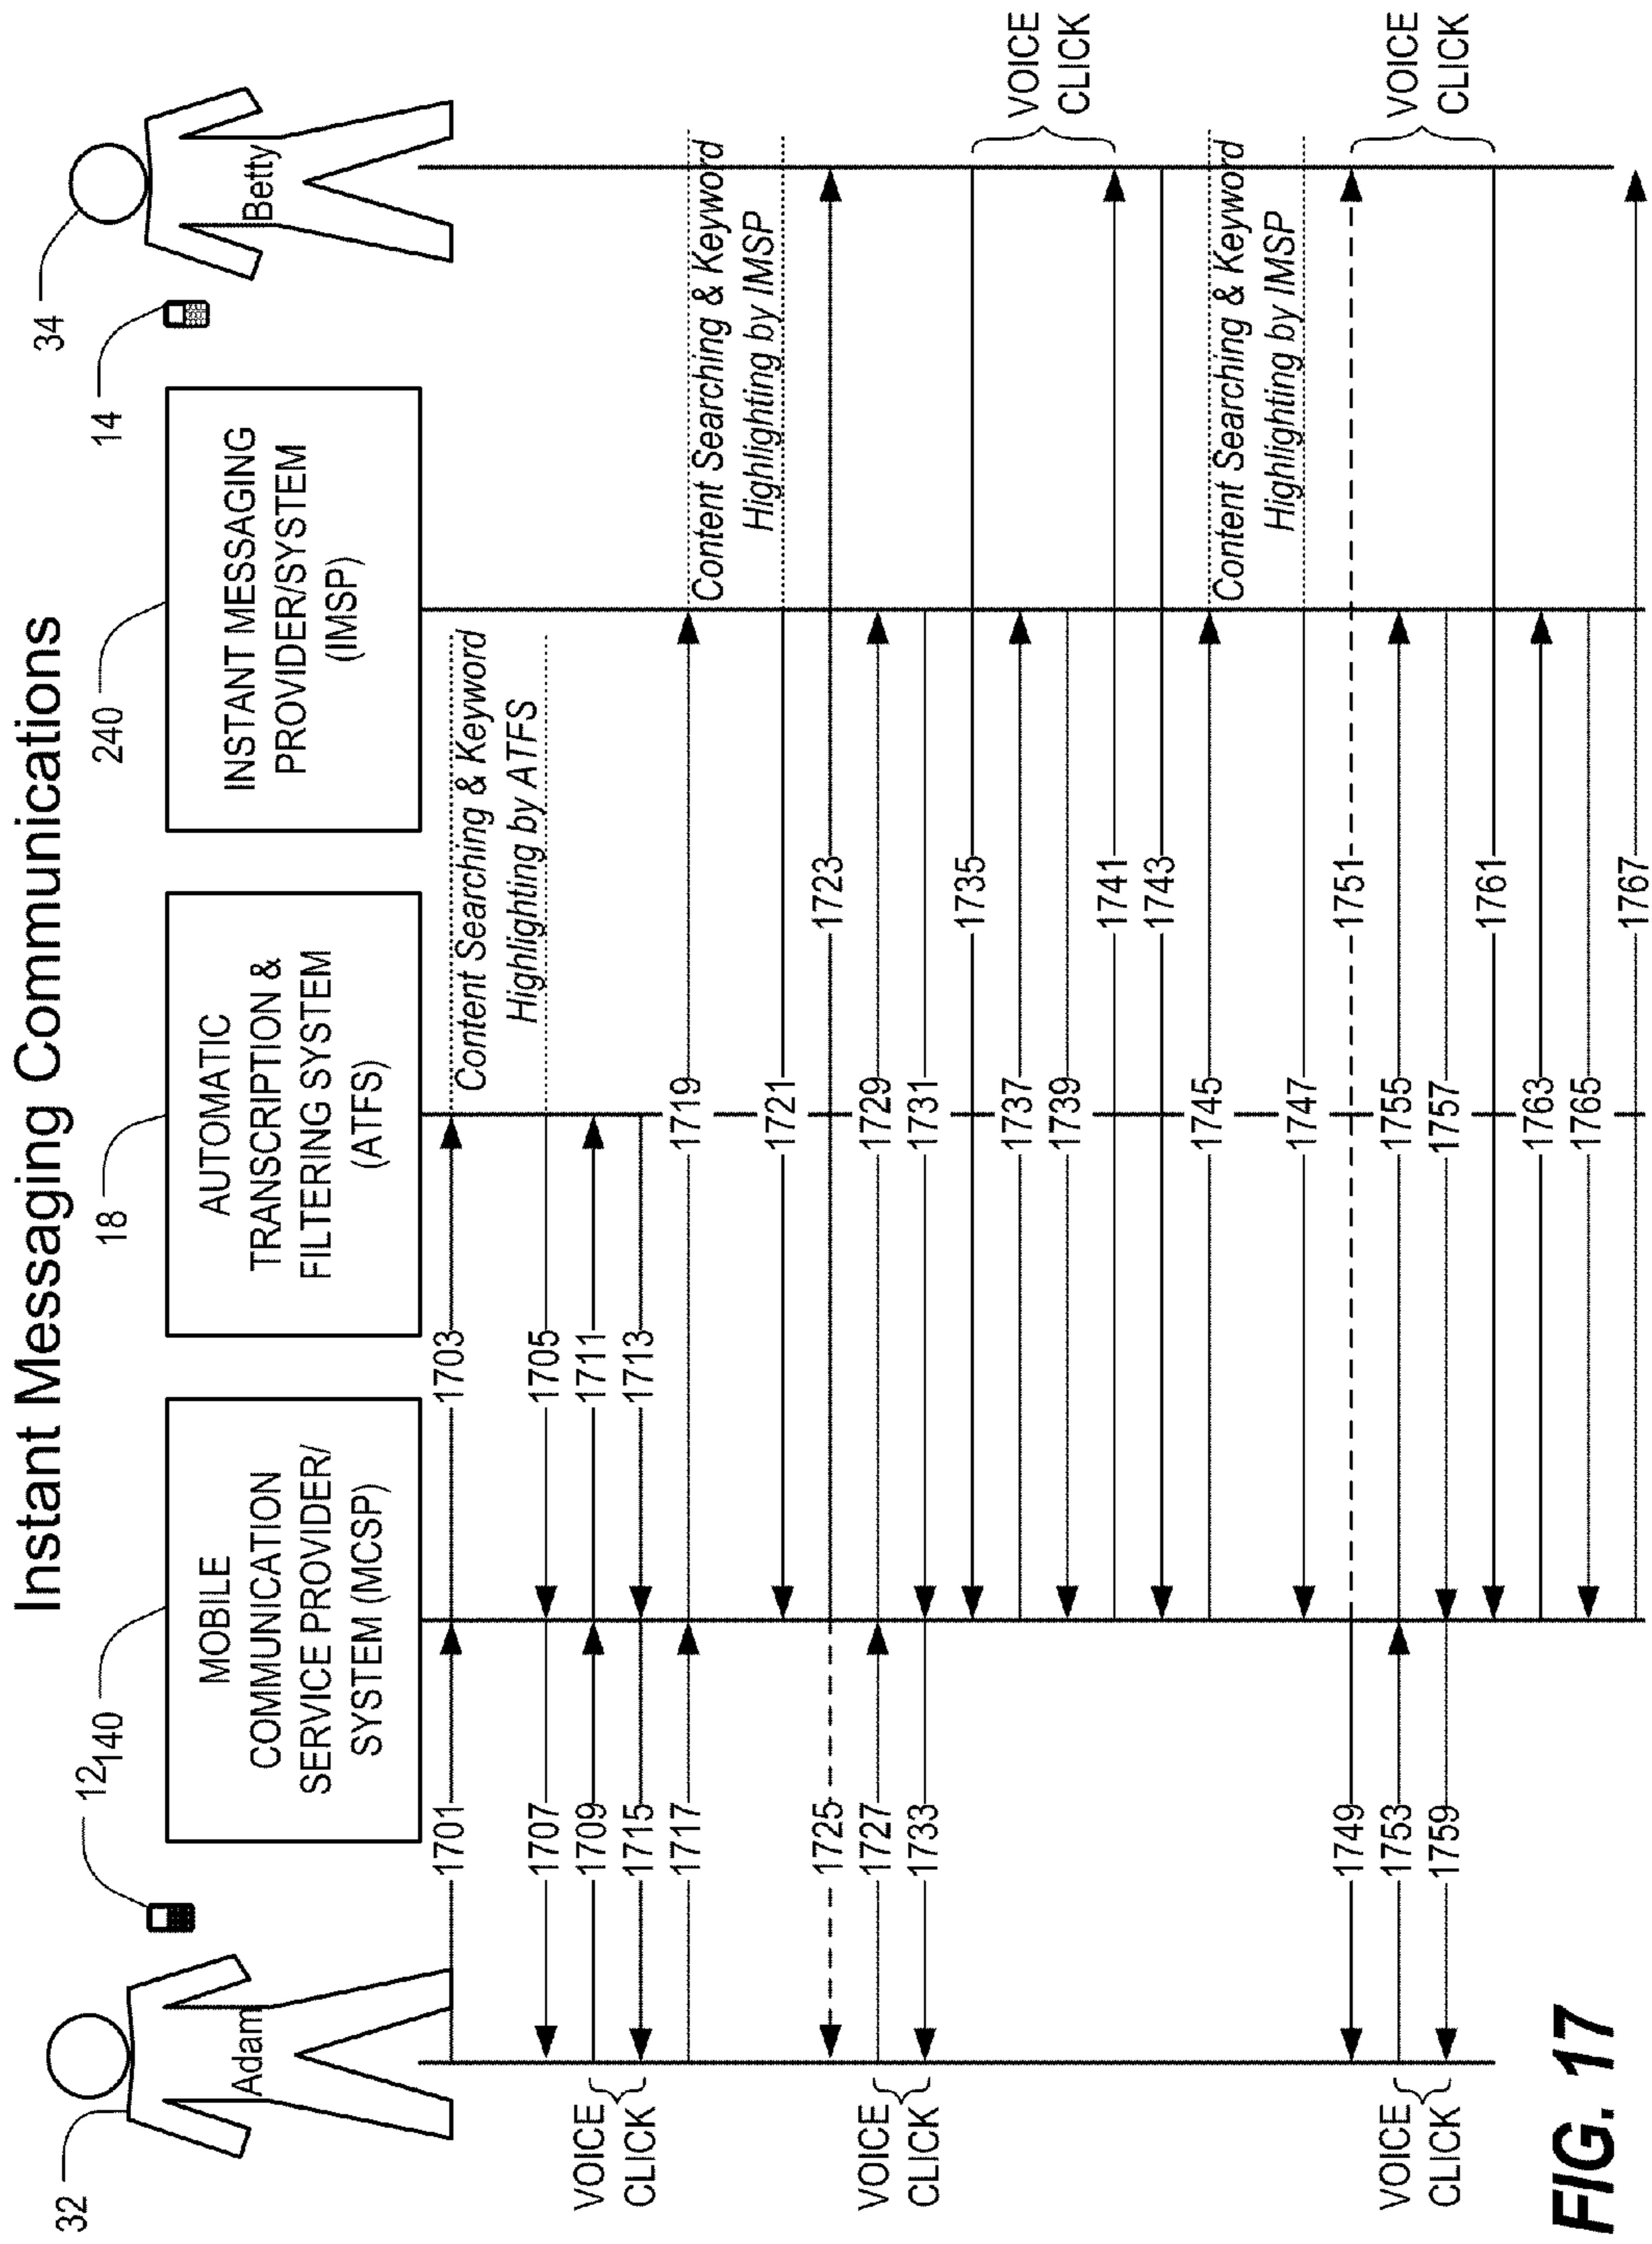 Instant Messaging Communications
32
12
140
18
240
14
34
Adam
Betty
MOBILE
COMMUNICATION
SERVICE PROVIDER/
SYSTEM (MCSP)
AUTOMATIC
TRANSCRIPTION &
FILTERING SYSTEM
(ATFS)
INSTANT MESSAGING
PROVIDER/SYSTEM
(IMSP)
1701
1703
Content Searching & Keyword
Highlighting by ATFS
1707
1705
VOICE
CLICK
1709
1711
1715
1713
1717
1719
Content Searching & Keyword
Highlighting by IMSP
1721
1725
1723
VOICE
CLICK
1727
1729
1733
1731
1735
VOICE
CLICK
1737
1739
1741
1743
1745
Content Searching & Keyword
Highlighting by IMSP
1747
1749
1751
VOICE
CLICK
VOICE
CLICK
1753
1755
1759
1757
1761
1763
1765
1767
FIG. 17